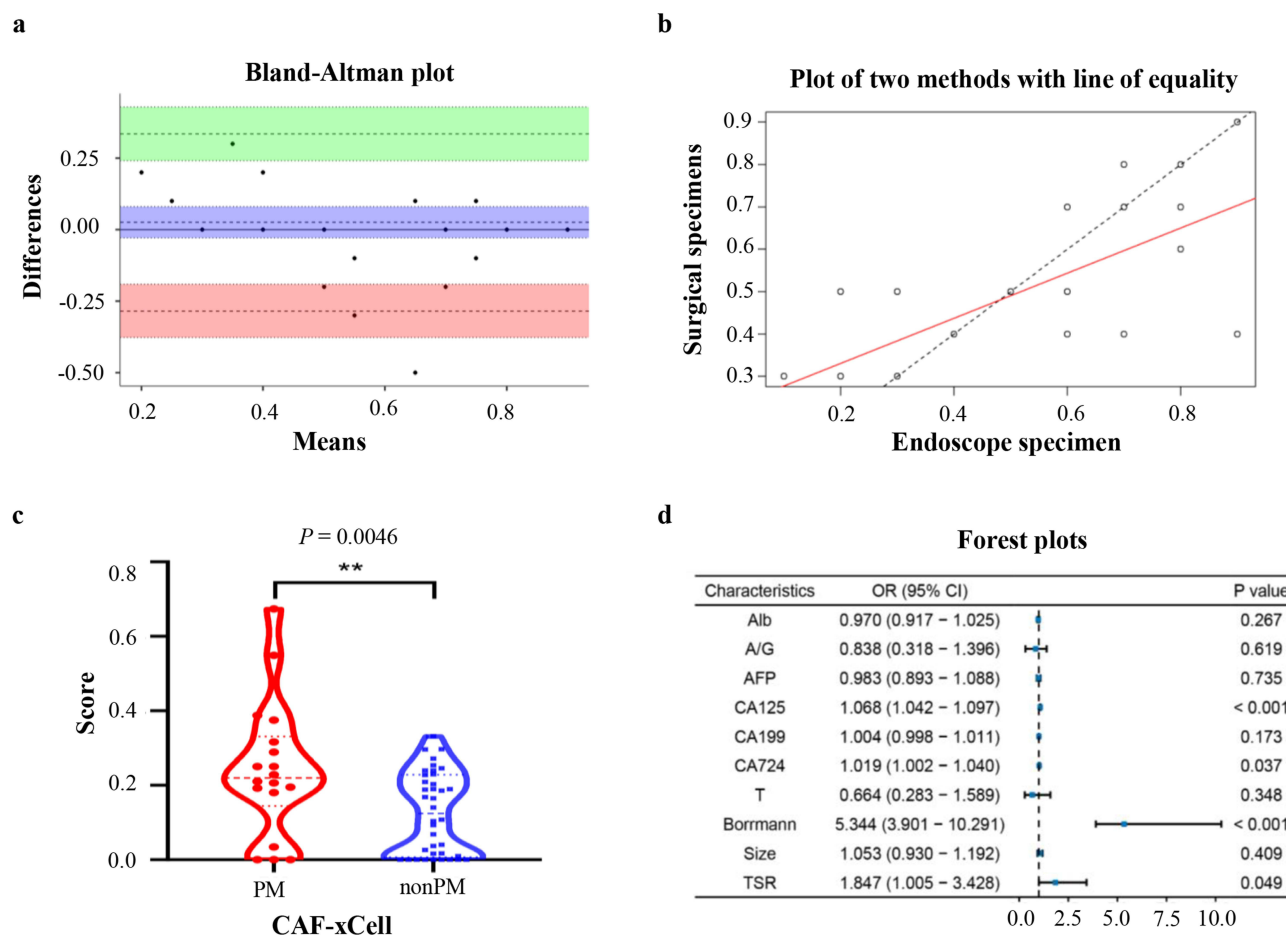 a
Bland-Altman plot
Differences
0.25
0.00
-0.25
-0.50
0.2 0.4 0.6 0.8
Means
b
Plot of two methods with line of equality
Surgical specimens
0.9
0.8
0.7
0.6
0.5
0.4
0.3
0.2 0.4 0.6 0.8
Endoscope specimen
c
P = 0.0046
**
Score
0.8
0.6
0.4
0.2
0.0
PM nonPM
CAF-xCell
d
Forest plots
Characteristics OR (95% CI) P value
Alb 0.970 (0.917 − 1.025) 0.267
A/G 0.838 (0.318 − 1.396) 0.619
AFP 0.983 (0.893 − 1.088) 0.735
CA125 1.068 (1.042 − 1.097) < 0.001
CA199 1.004 (0.998 − 1.011) 0.173
CA724 1.019 (1.002 − 1.040) 0.037
T 0.664 (0.283 − 1.589) 0.348
Borrmann 5.344 (3.901 − 10.291) < 0.001
Size 1.053 (0.930 − 1.192) 0.409
TSR 1.847 (1.005 − 3.428) 0.049
0.0 2.5 5.0 7.5 10.0